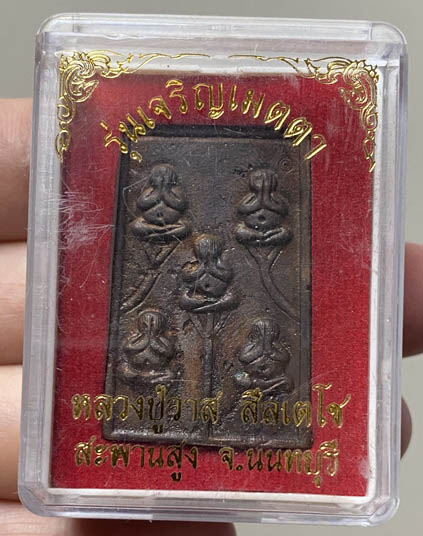 รุ่นเจริญเมตตา
หลวงปู่วาส สีลเตโช
สะพานสูง จ.นนทบุรี